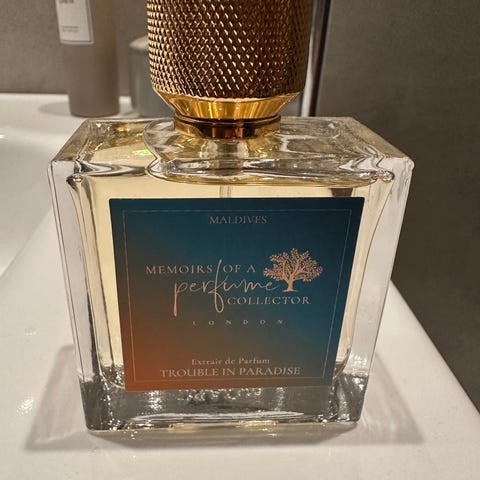 MALDIVES
MEMOIRS OF A
perfume
COLLECTOR
LONDON
Extrait de Parfum
TROUBLE IN PARADISE